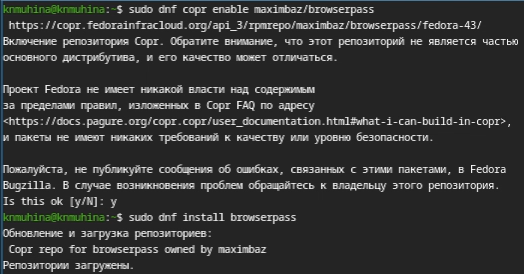 knmuhina@knmuhina:~$ sudo dnf copr enable maximbaz/browserpass
https://copr.fedorainfracloud.org/api_3/rpmrepo/maximbaz/browserpass/fedora-43/
Включение репозитория Copr. Обратите внимание, что этот репозиторий не является частью
основного дистрибутива, и его качество может отличаться.
Проект Fedora не имеет никакой власти над содержимым
за пределами правил, изложенных в Copr FAQ по адресу
<https://docs.pagure.org/copr.copr/user_documentation.html#what-i-can-build-in-copr>,
и пакеты не имеют никаких требований к качеству или уровню безопасности.
Пожалуйста, не публикуйте сообщения об ошибках, связанных с этими пакетами, в Fedora
Bugzilla. В случае возникновения проблем обращайтесь к владельцу этого репозитория.
Is this ok [y/N]: y
knmuhina@knmuhina:~$ sudo dnf install browserpass
Обновление и загрузка репозиториев:
Copr repo for browserpass owned by maximbaz
Репозитории загружены.